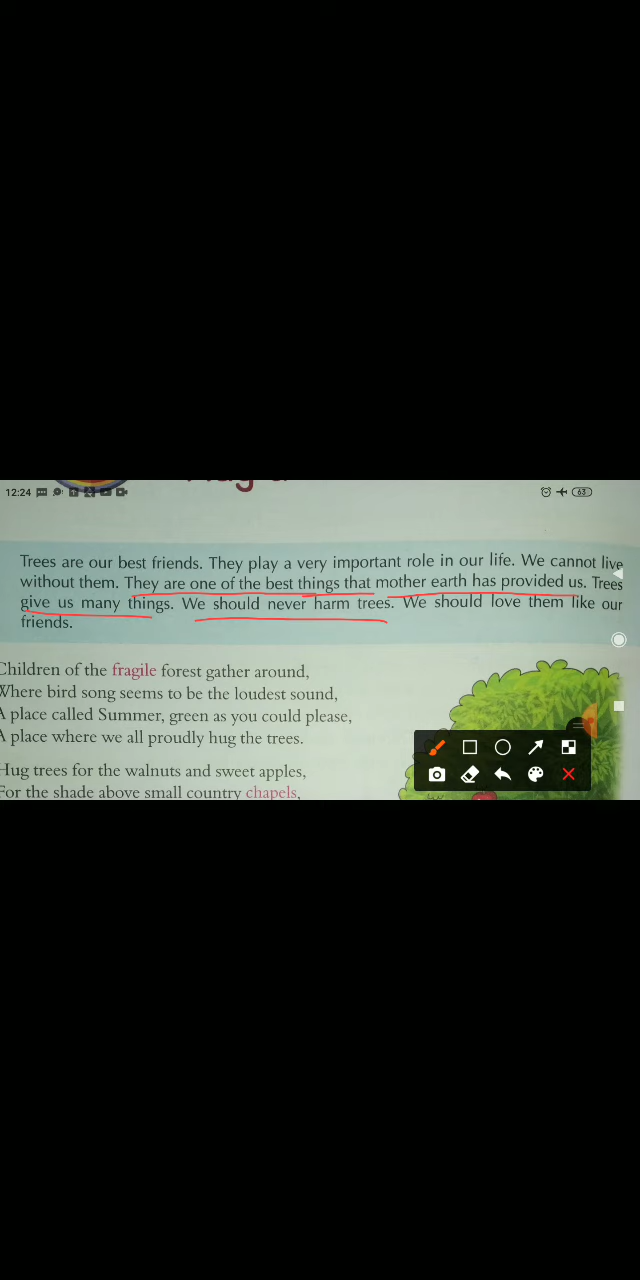 12:24
63
Trees are our best friends. They play a very important role in our life. We cannot live
without them. They are one of the best things that mother earth has provided us. Trees
give us many things. We should never harm trees. We should love them like our
friends.
Children of the fragile forest gather around,
Where bird song seems to be the loudest sound,
A place called Summer, green as you could please,
A place where we all proudly hug the trees.
Hug trees for the walnuts and sweet apples,
For the shade above small country chapels,